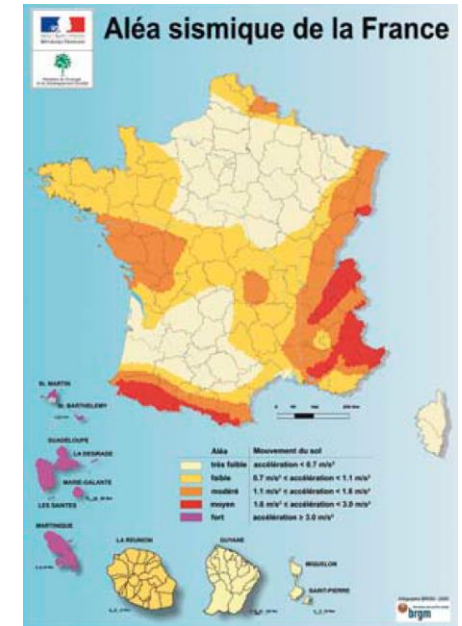 Aléa sismique de la France
ST. MARTIN
ST. BARTHELEMY
GUADELOUPE
LA DESIRADE
MARIE-GALANTE
LES SAINTES
MARTINIQUE
Aléa Mouvement du sol
très faible accélération < 0.7 m/s²
faible 0.7 m/s² < accélération < 1.1 m/s²
modéré 1.1 m/s² < accélération < 1.6 m/s²
moyen 1.6 m/s² < accélération < 3.0 m/s²
fort accélération ≥ 3.0 m/s²
LA REUNION
GUYANE
MIQUELON
SAINT-PIERRE
brgm